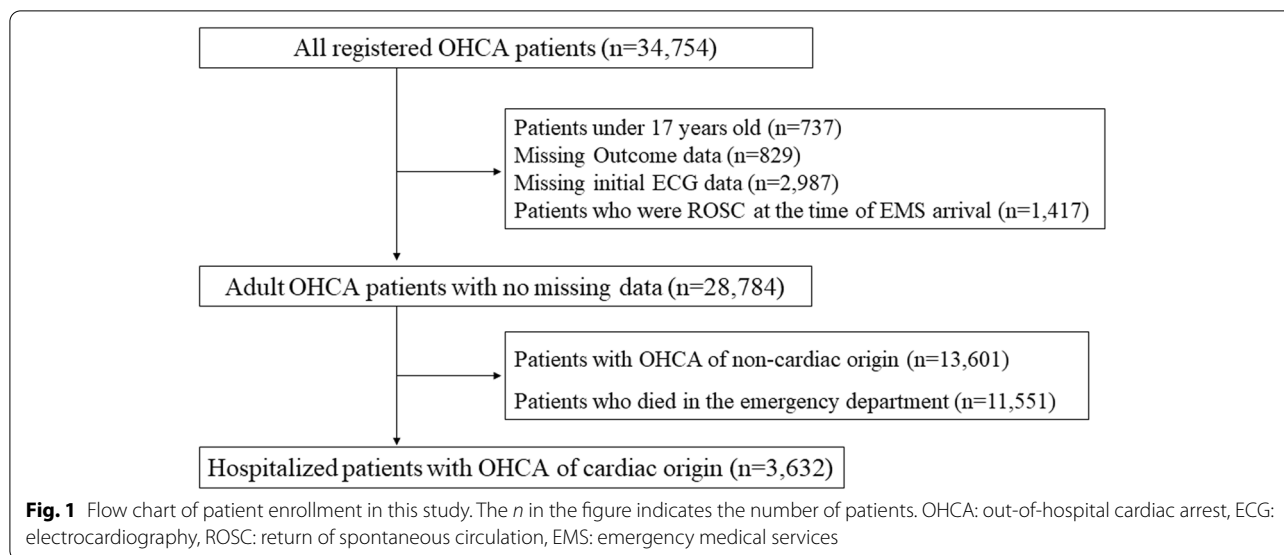 All registered OHCA patients (n=34,754)
Patients under 17 years old (n=737)
Missing Outcome data (n=829)
Missing initial ECG data (n=2,987)
Patients who were ROSC at the time of EMS arrival (n=1,417)
Adult OHCA patients with no missing data (n=28,784)
Patients with OHCA of non-cardiac origin (n=13,601)
Patients who died in the emergency department (n=11,551)
Hospitalized patients with OHCA of cardiac origin (n=3,632)
Fig. 1 Flow chart of patient enrollment in this study. The n in the figure indicates the number of patients. OHCA: out-of-hospital cardiac arrest, ECG:
electrocardiography, ROSC: return of spontaneous circulation, EMS: emergency medical services